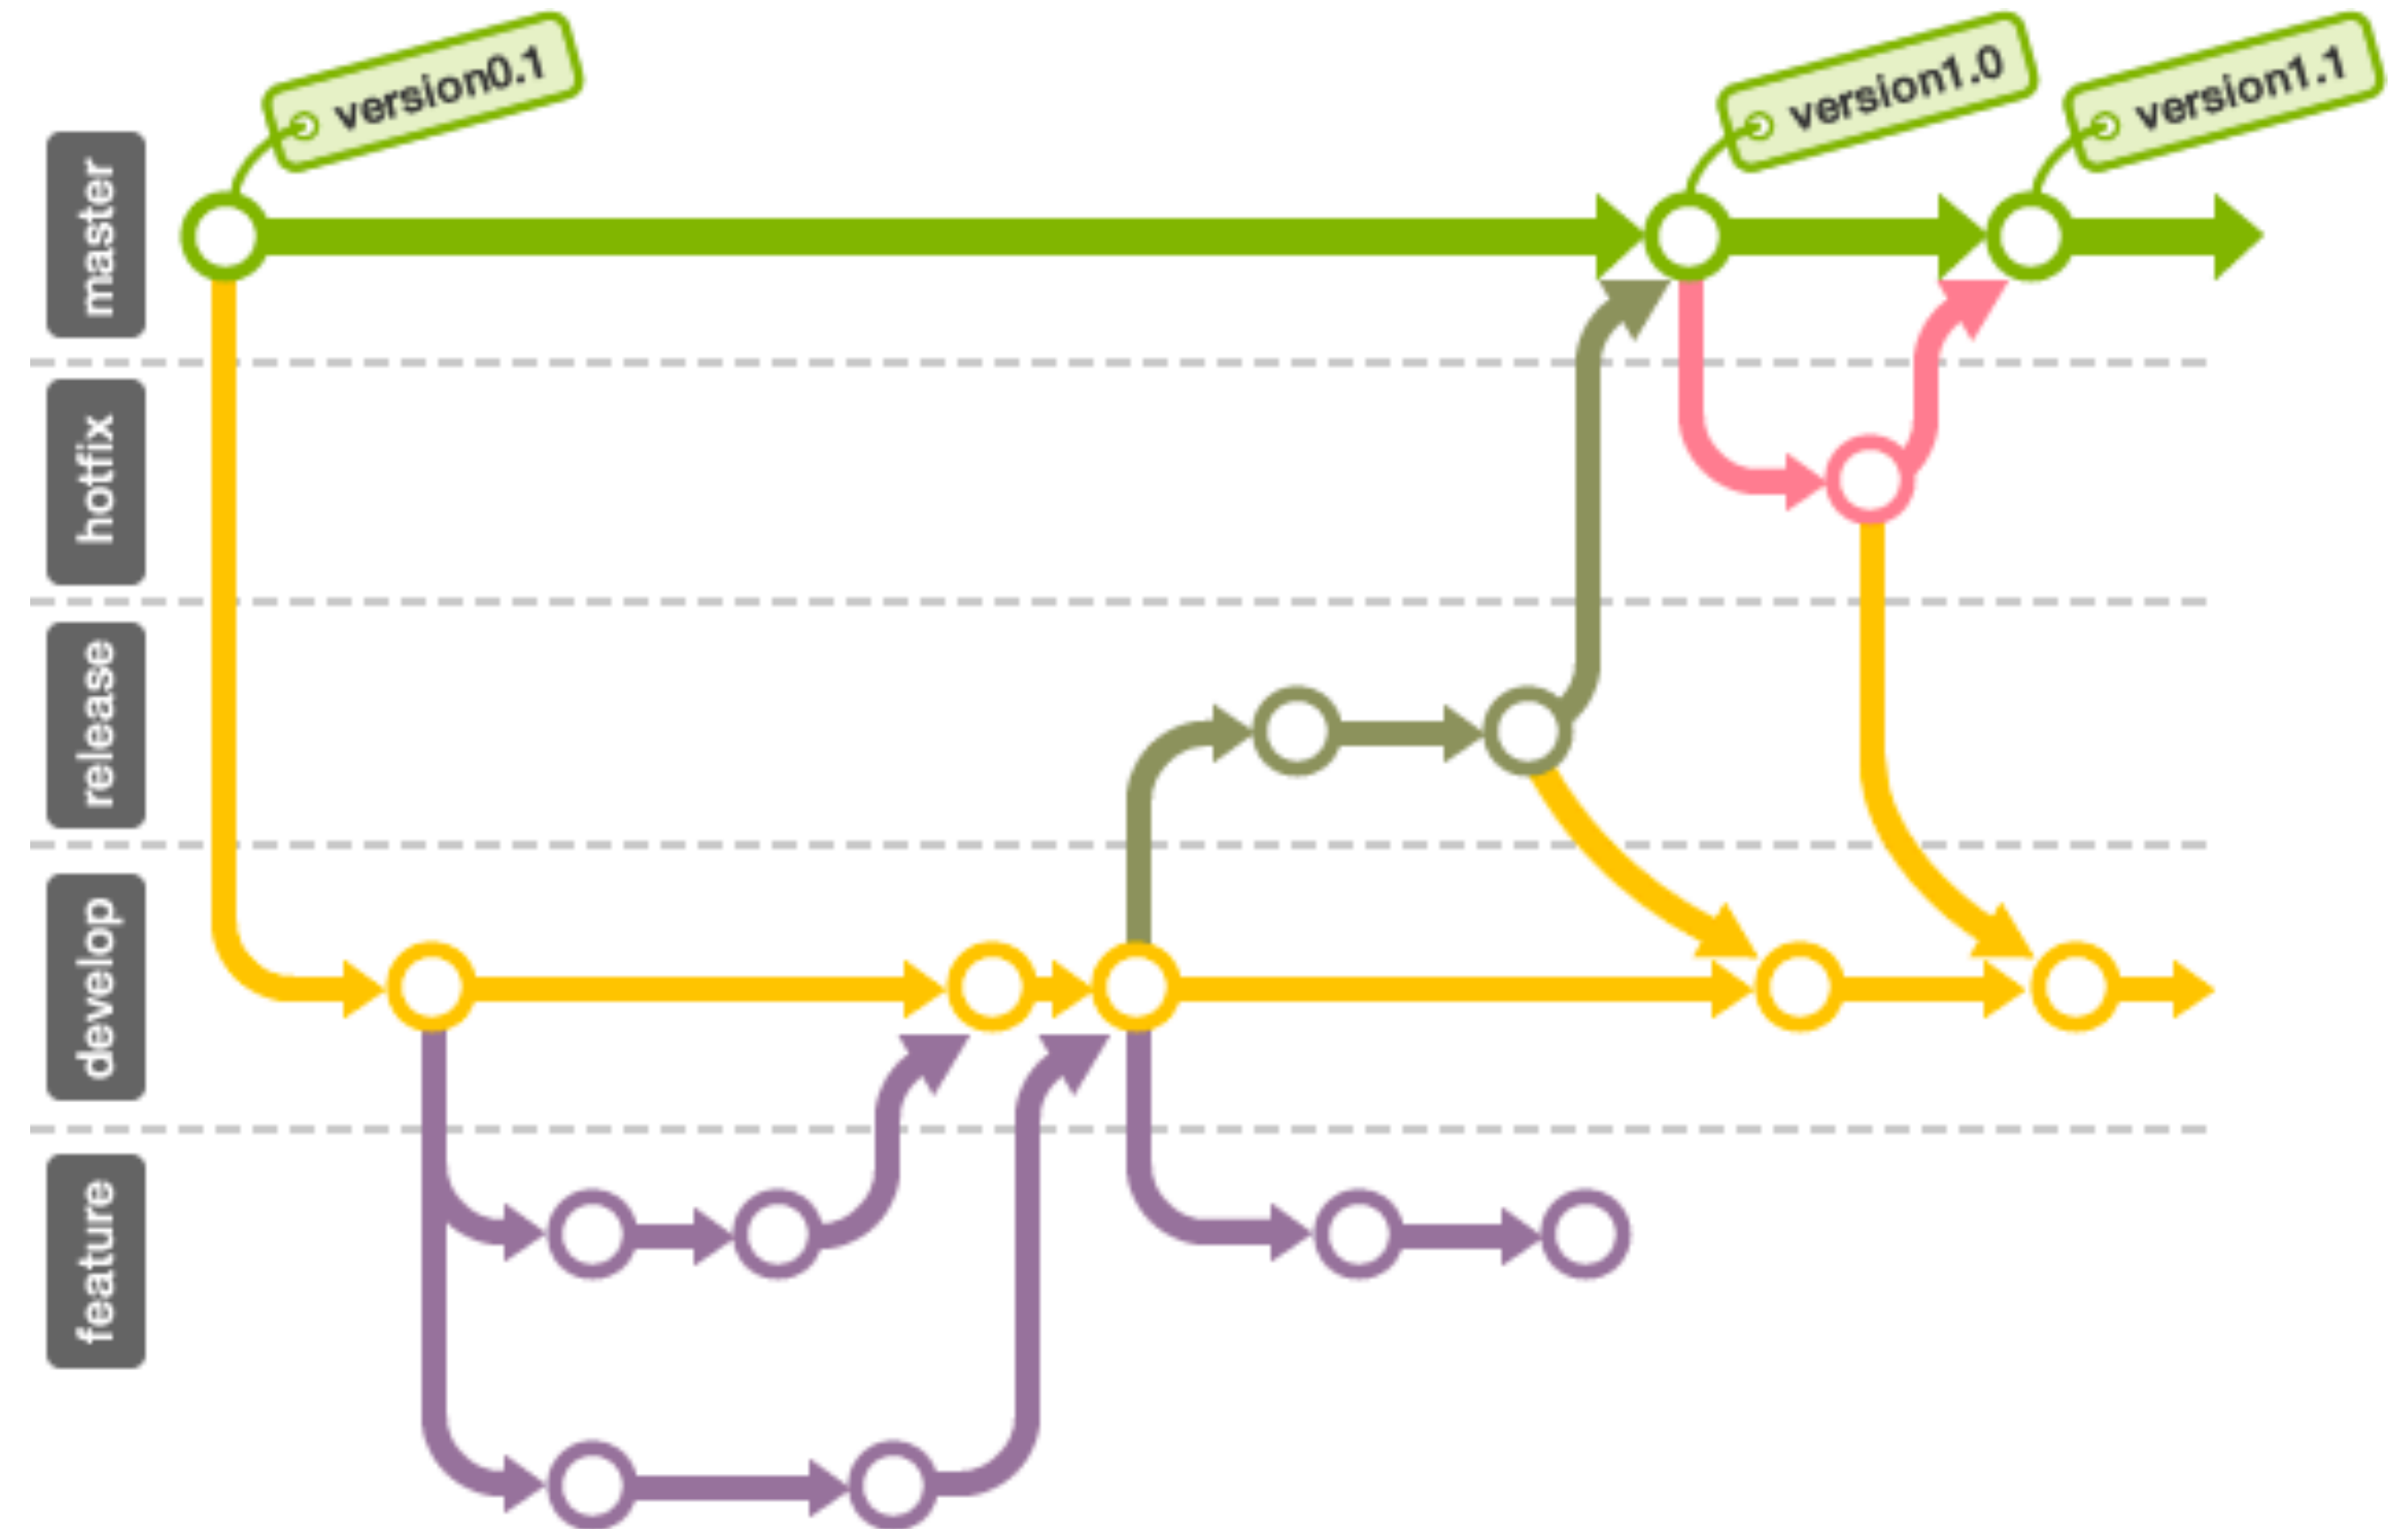 version0.1
version1.0
version1.1
master
hotfix
release
develop
feature